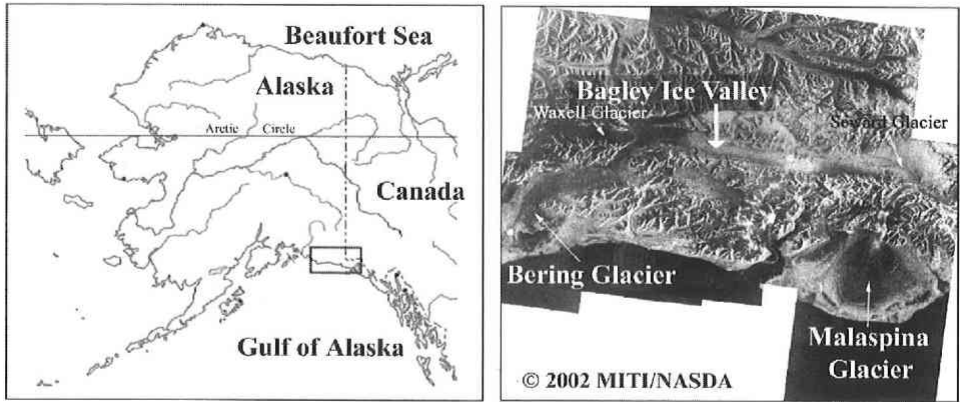 Beaufort Sea
Alaska
Arctic Circle
Canada
Gulf of Alaska
Bagley Ice Valley
Waxell Glacier
Seward Glacier
Bering Glacier
Malaspina
Glacier
© 2002 MITI/NASDA